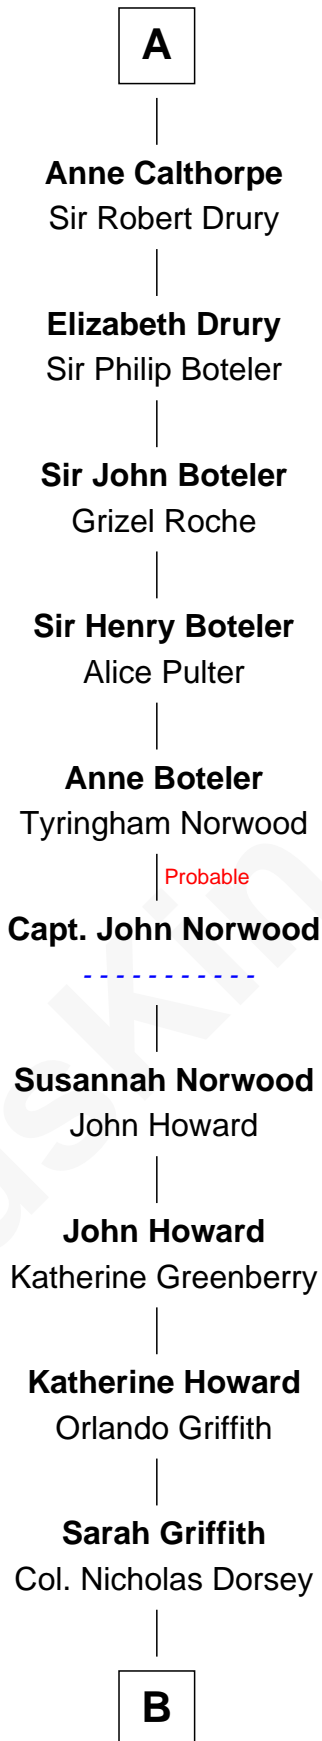 A
Anne Calthorpe
Sir Robert Drury
Elizabeth Drury
Sir Philip Boteler
Sir John Boteler
Grizel Roche
Sir Henry Boteler
Alice Pulter
Anne Boteler
Tyringham Norwood
Probable
Capt. John Norwood
- - - - - - - - - - -
Susannah Norwood
John Howard
John Howard
Katherine Greenberry
Katherine Howard
Orlando Griffith
Sarah Griffith
Col. Nicholas Dorsey
B